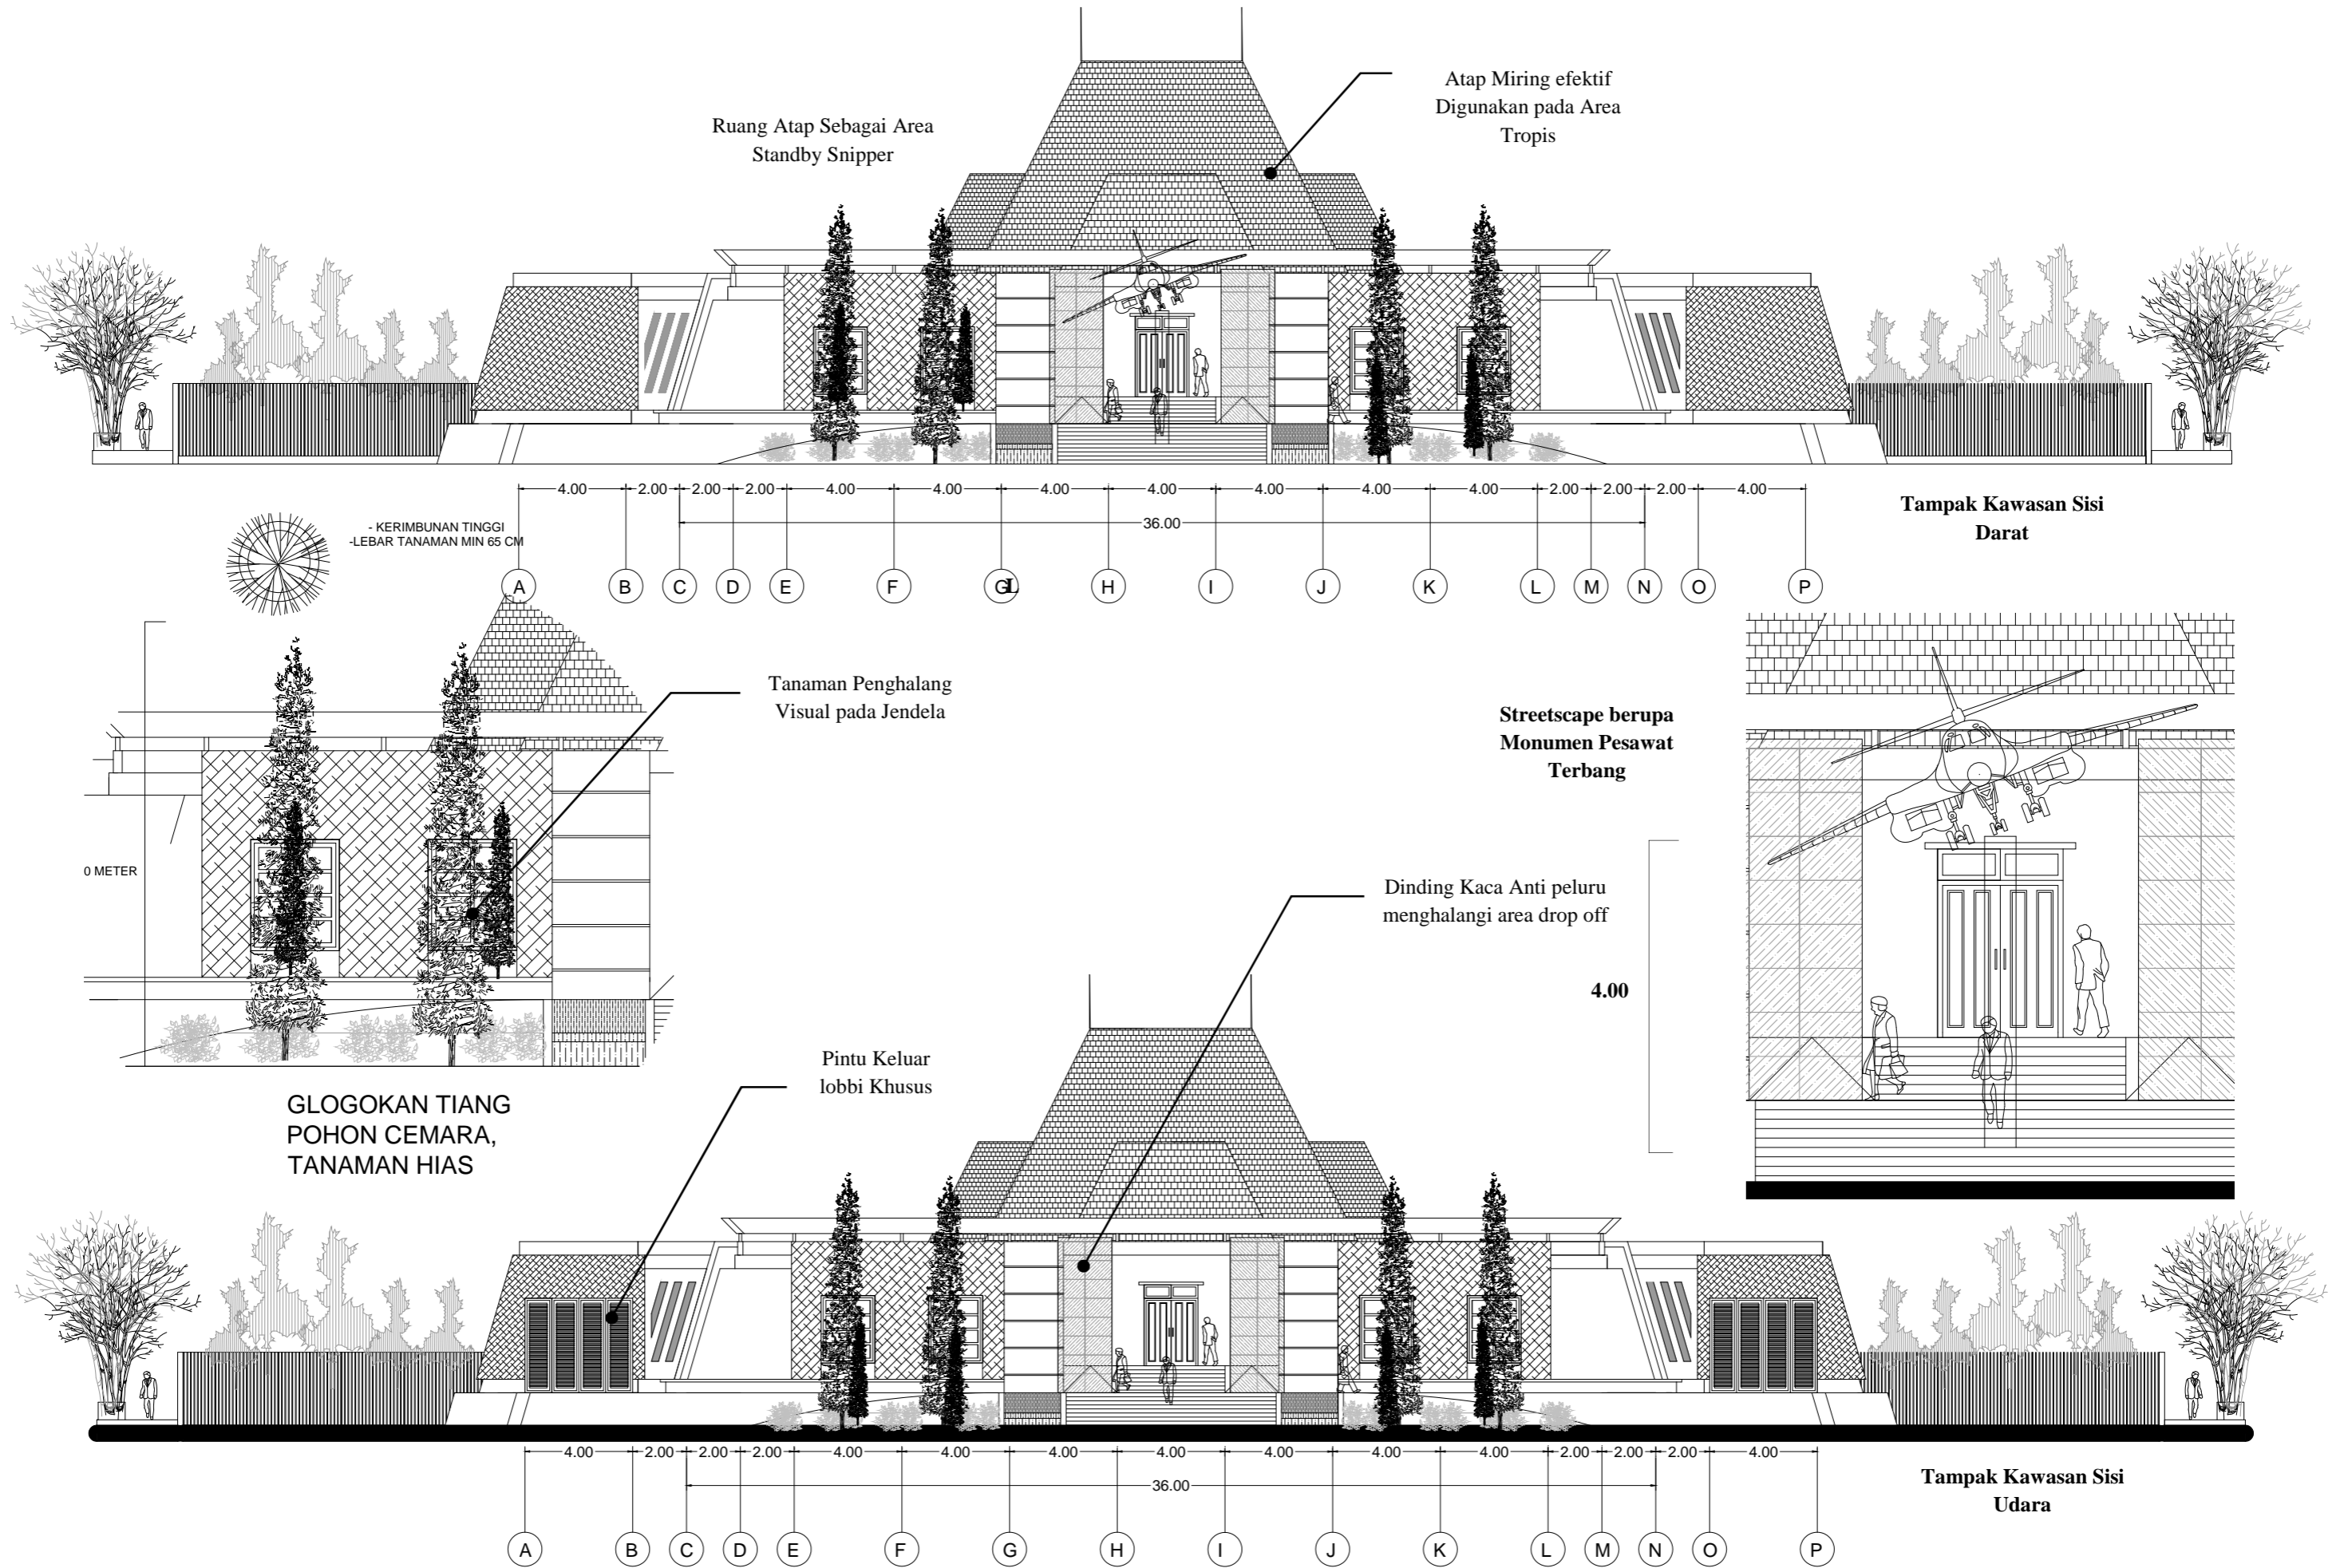 Atap Miring efektif
Digunakan pada Area
Tropis
Ruang Atap Sebagai Area
Standby Snipper
4.00 2.00 2.00 2.00 4.00 4.00 4.00 4.00 4.00 4.00 4.00 2.00 2.00 2.00 4.00
36.00
Tampak Kawasan Sisi
Darat
- KERIMBUNAN TINGGI
-LEBAR TANAMAN MIN 65 CM
A B C D E F G H I J K L M N O P
Tanaman Penghalang
Visual pada Jendela
Streetscape berupa
Monumen Pesawat
Terbang
0 METER
Dinding Kaca Anti peluru
menghalangi area drop off
4.00
Pintu Keluar
lobbi Khusus
GLOGOKAN TIANG
POHON CEMARA,
TANAMAN HIAS
4.00 2.00 2.00 2.00 4.00 4.00 4.00 4.00 4.00 4.00 4.00 2.00 2.00 2.00 4.00
36.00
Tampak Kawasan Sisi
Udara
A B C D E F G H I J K L M N O P